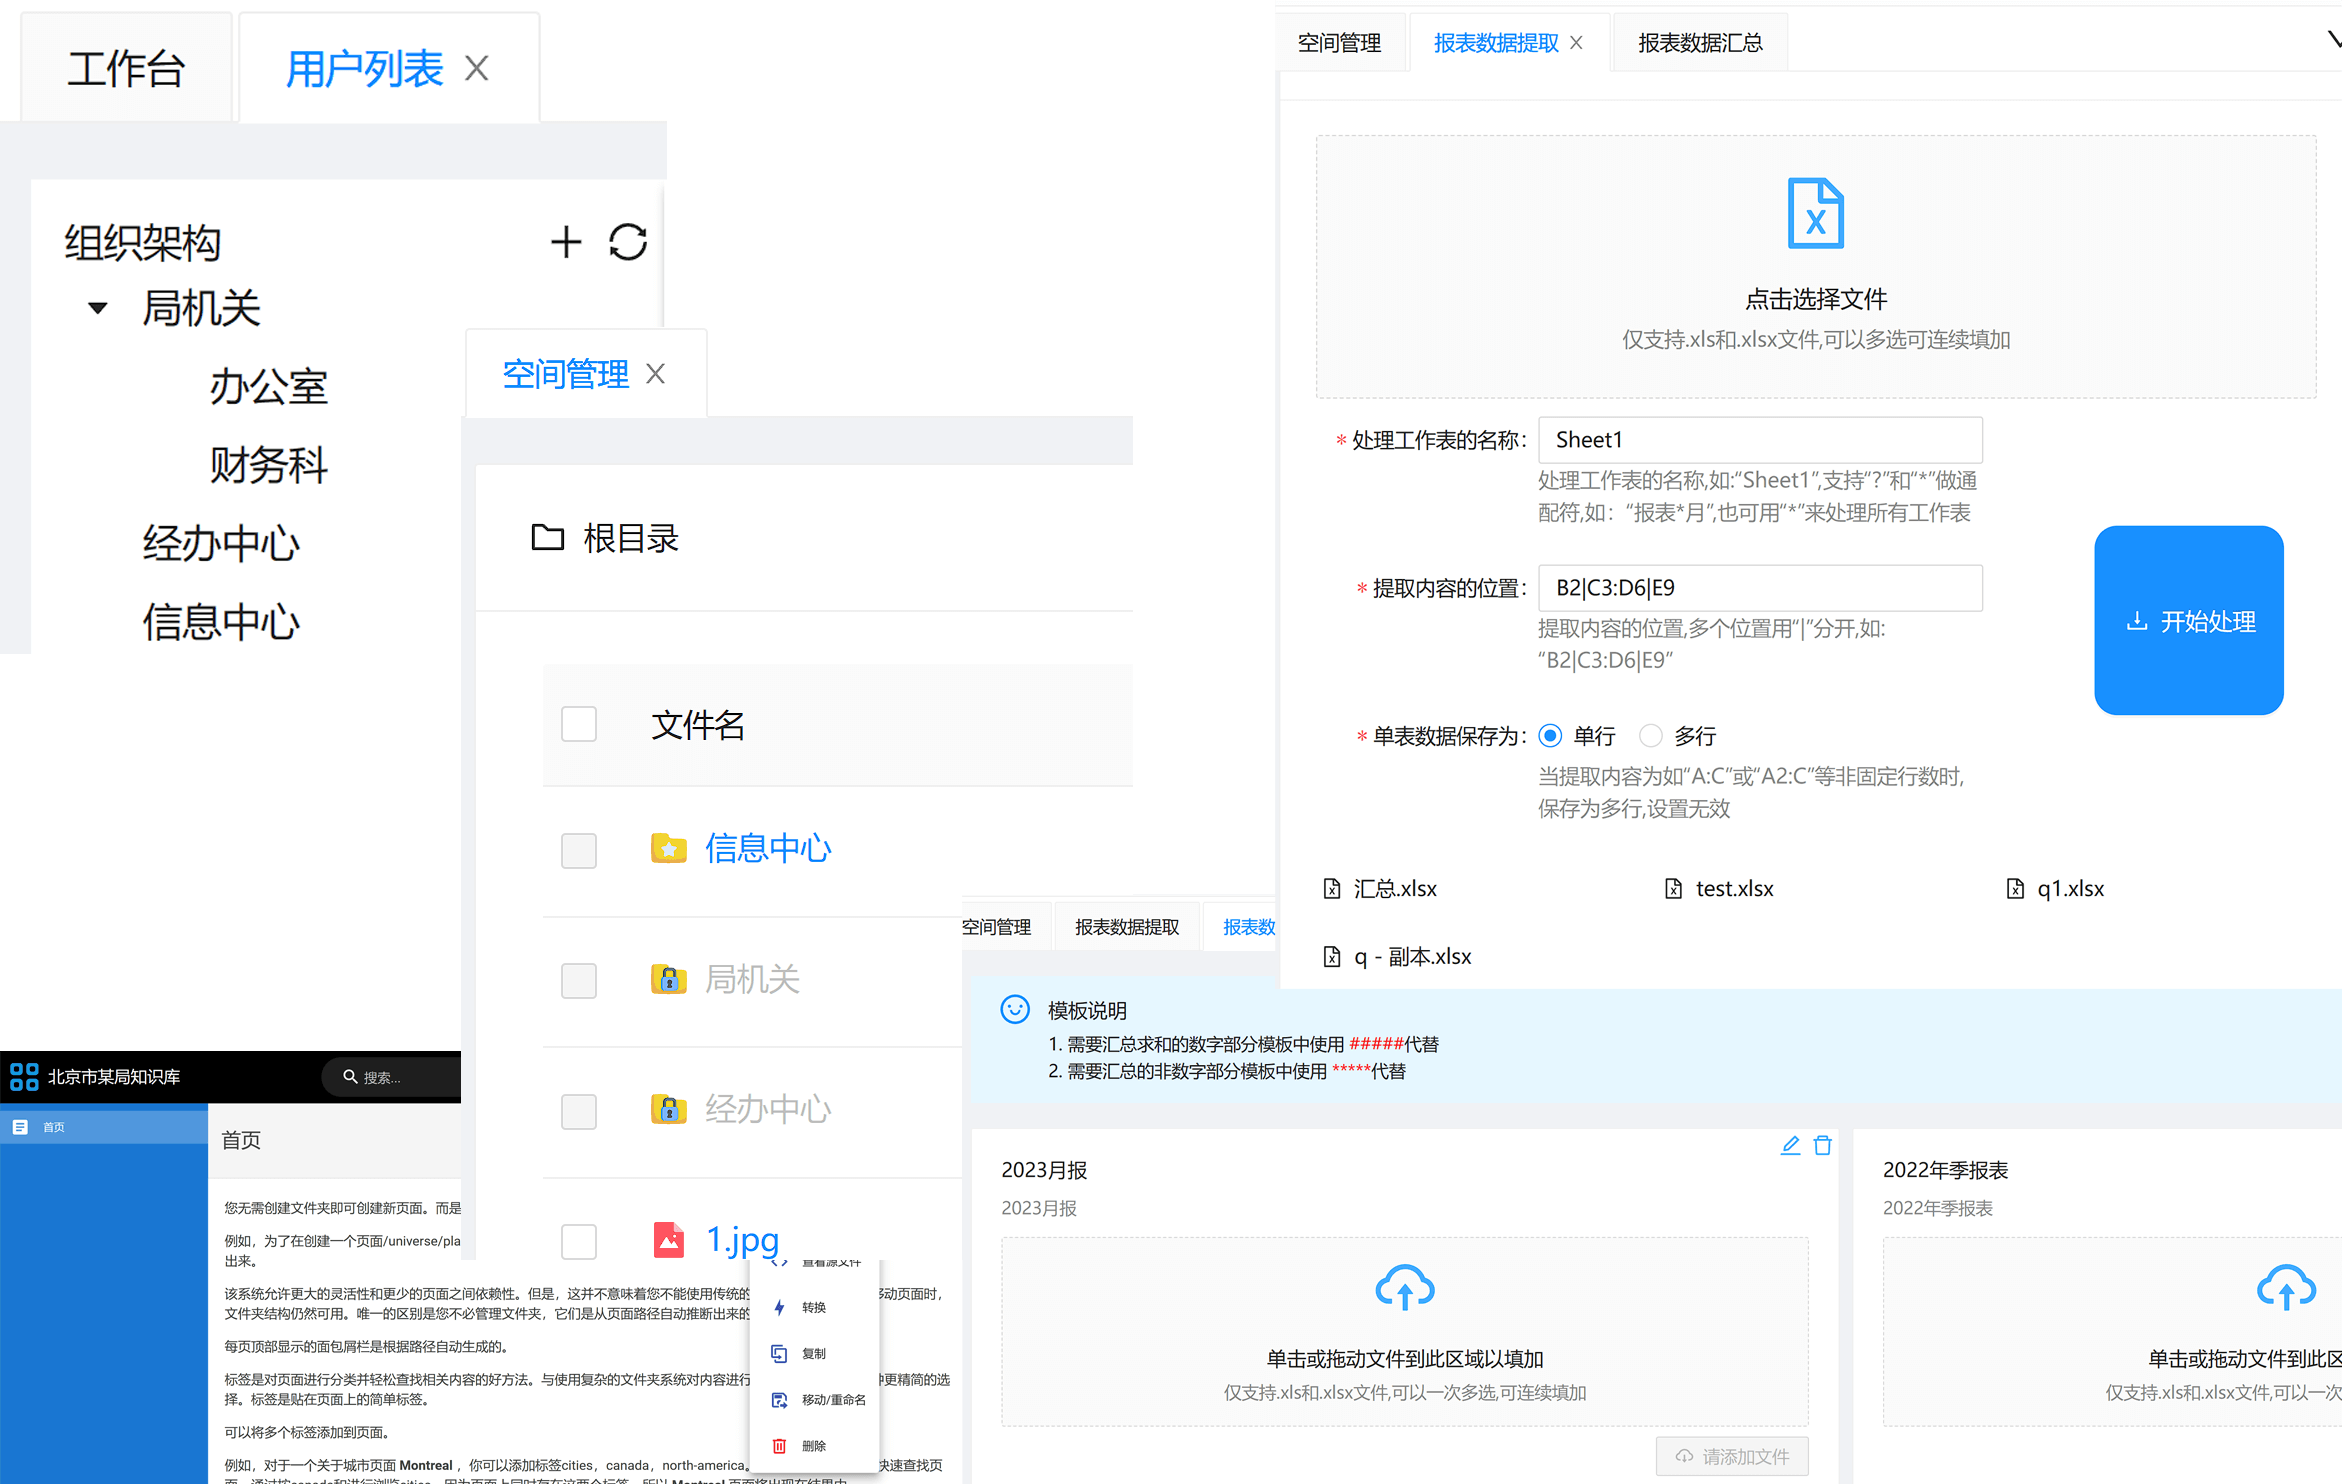 工作台
用户列表 X
组织架构
局机关
办公室
财务科
经办中心
信息中心
空间管理 X
根目录
文件名
信息中心
局机关
经办中心
1.jpg
空间管理
报表数据提取 X
报表数据汇总
点击选择文件
仅支持.xls和.xlsx文件,可以多选可连续填加
* 处理工作表的名称: Sheet1
处理工作表的名称,如:“Sheet1”,支持“?”和“*”做通
配符,如：“报表*月”,也可用“*”来处理所有工作表
* 提取内容的位置: B2|C3:D6|E9
提取内容的位置,多个位置用“|”分开,如:
“B2|C3:D6|E9”
* 单表数据保存为: 单行 多行
当提取内容为如“A:C”或“A2:C”等非固定行数时,
保存为多行,设置无效
开始处理
汇总.xlsx
test.xlsx
q1.xlsx
q - 副本.xlsx
空间管理
报表数据提取
报表数
模板说明
1. 需要汇总求和的数字部分模板中使用 #####代替
2. 需要汇总的非数字部分模板中使用 *****代替
2023月报
2023月报
单击或拖动文件到此区域以填加
仅支持.xls和.xlsx文件,可以一次多选,可连续填加
请添加文件
2022年季报表
2022年季报表
单击或拖动文件到此区
仅支持.xls和.xlsx文件,可以一次
北京市某局知识库
搜索...
首页
首页
您无需创建文件夹即可创建新页面。而是
例如，为了在创建一个页面/universe/pla
出来。
该系统允许更大的灵活性和更少的页面之间依赖性。但是，这并不意味着您不能使用传统的
移动页面时，
文件夹结构仍然可用。唯一的区别是您不必管理文件夹，它们是从页面路径自动推断出来的
每页顶部显示的面包屑栏是根据路径自动生成的。
标签是对页面进行分类并轻松查找相关内容的好方法。与使用复杂的文件夹系统对内容进行
种更精简的选
择。标签是贴在页面上的简单标签。
可以将多个标签添加到页面。
例如，对于一个关于城市页面 Montreal ，你可以添加标签cities，canada，north-america。
快速查找页
查看源文件
转换
复制
移动/重命名
删除